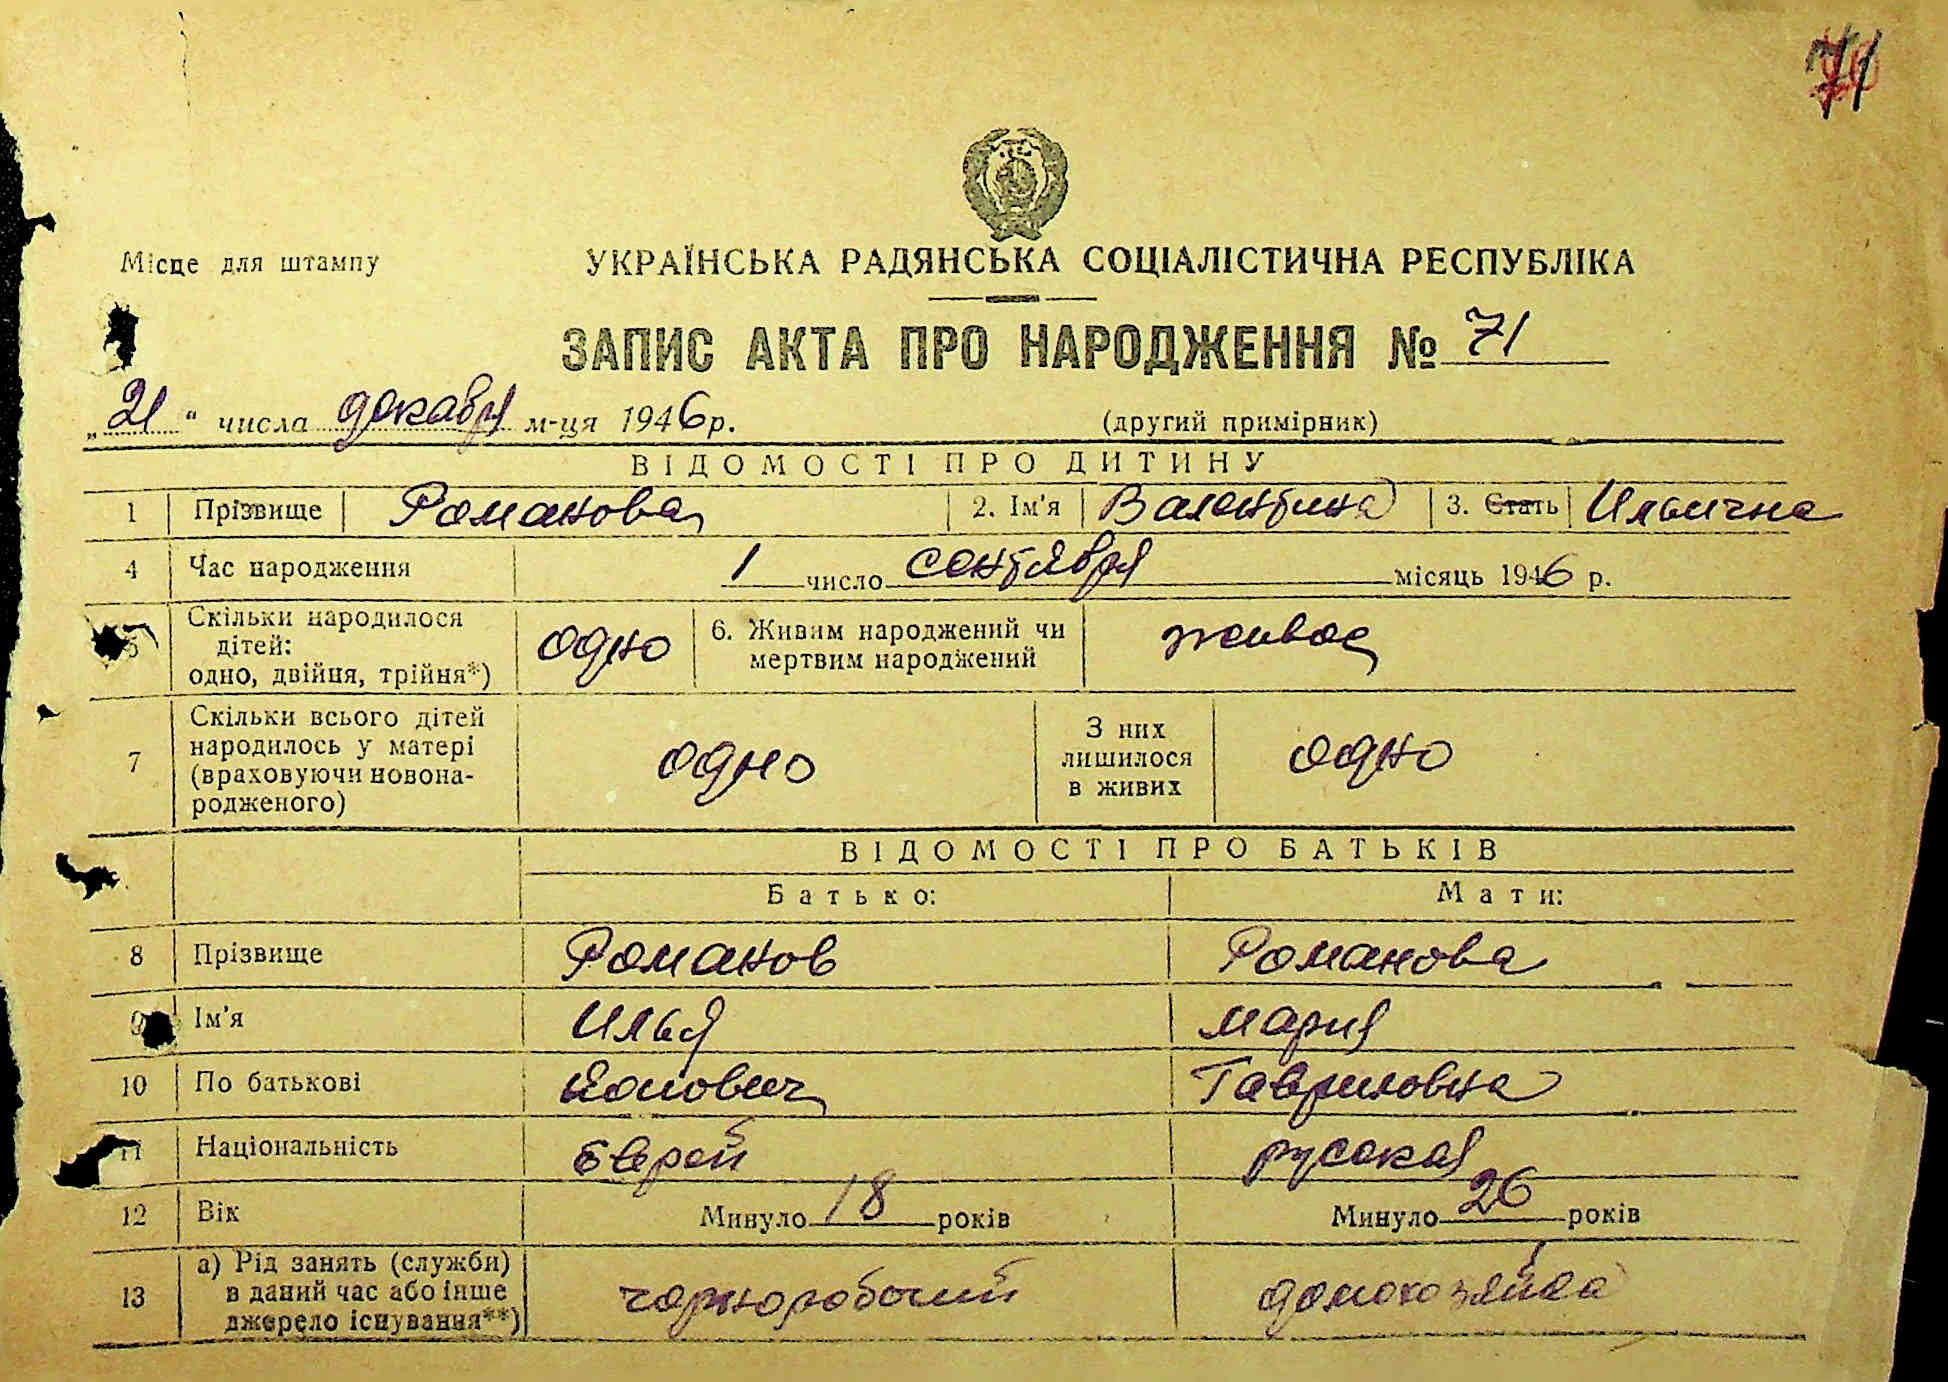 71
Місце для штампу
УКРАЇНСЬКА РАДЯНСЬКА СОЦІАЛІСТИЧНА РЕСПУБЛІКА
ЗАПИС АКТА ПРО НАРОДЖЕННЯ № 71
„21“ числа декабря м-ця 1946 р.
(другий примірник)
ВІДОМОСТІ ПРО ДИТИНУ
1 Прізвище Романова 2. Ім'я Валентина 3. Стать Ильична
4 Час народження 1 число сентября місяць 1946 р.
5 Скільки народилося дітей: одно, двійня, трійня*) одно 6. Живим народжений чи мертвим народжений живое
7 Скільки всього дітей народилось у матері (враховуючи новонародженого) одно З них лишилося в живих одно
ВІДОМОСТІ ПРО БАТЬКІВ
Батько: Мати:
8 Прізвище Романов Романова
9 Ім'я Илья Мария
10 По батькові Гавриловна
11 Національність Еврей русская
12 Вік Минуло 18 років Минуло 26 років
13 а) Рід занять (служби) в даний час або інше джерело існування**) чорноробочий домохозяйка